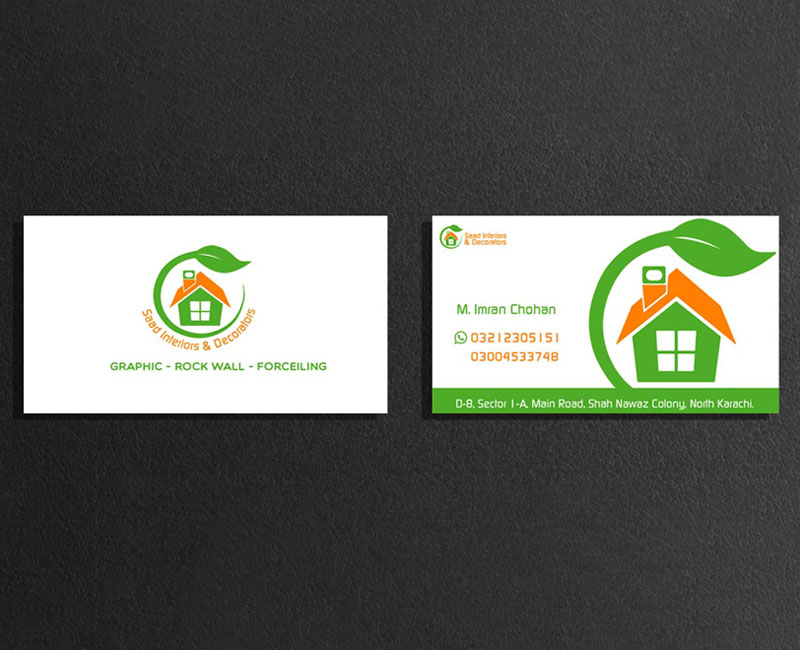 Saad Interiors & Decorators
GRAPHIC - ROCK WALL - FORCEILING
Saad Interiors
& Decorators
M. Imran Chohan
03212305151
03004533748
D-8, Sector 1-A, Main Road, Shah Nawaz Colony, North Karachi.